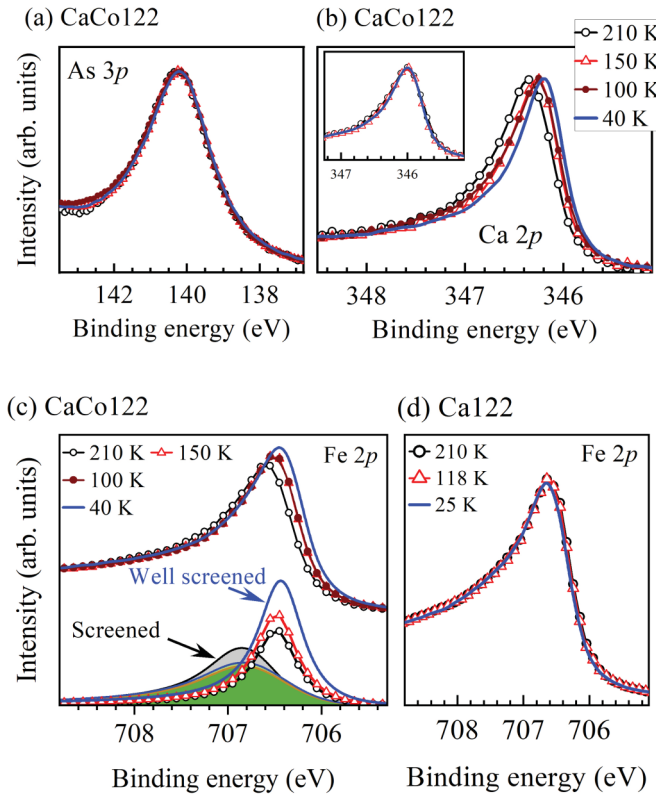 (a) CaCo122
(b) CaCo122
As 3p
Ca 2p
210 K
150 K
100 K
40 K
347 346
Intensity (arb. units)
142 140 138
348 347 346
Binding energy (eV)
Binding energy (eV)
(c) CaCo122
(d) Ca122
210 K 150 K
100 K
40 K
Fe 2p
Well screened
Screened
210 K
118 K
25 K
Fe 2p
Intensity (arb. units)
708 707 706
708 707 706
Binding energy (eV)
Binding energy (eV)